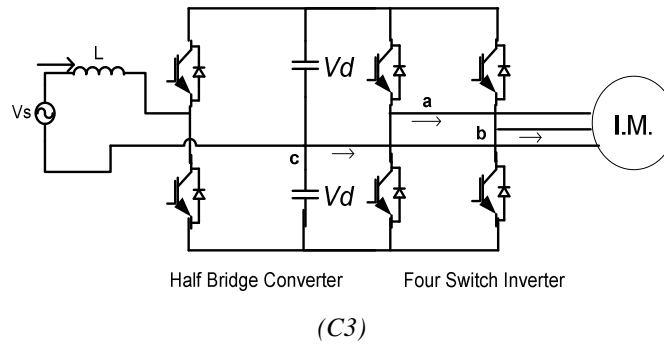 L
Vs
Vd
a
b
I.M.
c
Vd
Half Bridge Converter
Four Switch Inverter
(C3)